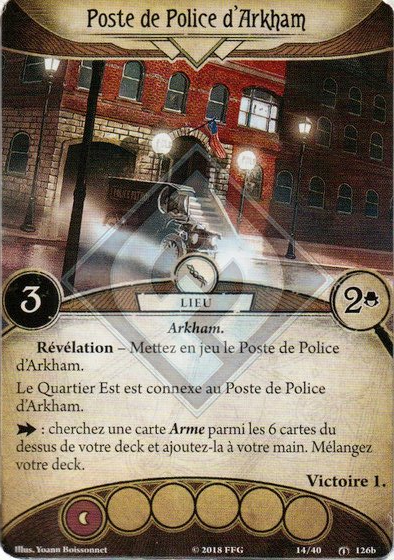 Poste de Police d'Arkham
3
LIEU
2
Arkham.
Révélation – Mettez en jeu le Poste de Police
d'Arkham.
Le Quartier Est est connexe au Poste de Police
d'Arkham.
: cherchez une carte Arme parmi les 6 cartes du
dessus de votre deck et ajoutez-la à votre main. Mélangez
votre deck.
Victoire 1.
Illus. Yoann Boissonnet
© 2018 FFG
14/40
126b